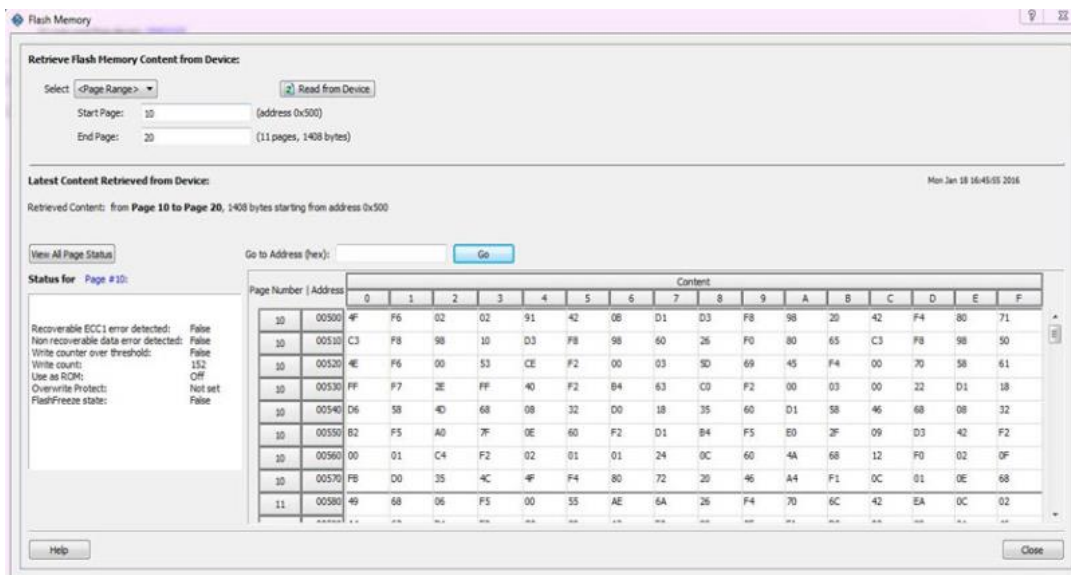 Flash Memory
Retrieve Flash Memory Content from Device:
Select <Page Range> Read from Device
Start Page: 10 (address 0x500)
End Page: 20 (11 pages, 1408 bytes)
Latest Content Retrieved from Device: Mon Jan 18 16:45:55 2016
Retrieved Content: from Page 10 to Page 20, 1408 bytes starting from address 0x500
View All Page Status Go to Address (hex): Go
Status for Page #10:
Recoverable ECC1 error detected: False
Non recoverable data error detected: False
Write counter over threshold: False
Write count: 152
Use as ROM: Off
Overwrite Protect: Not set
FlashFreeze state: False
Page Number | Address Content
0 1 2 3 4 5 6 7 8 9 A B C D E F
10 00500 4F F6 02 02 91 42 0B D1 D3 F8 98 20 42 F4 80 71
10 00510 C3 F8 98 10 D3 F8 98 60 26 F0 80 65 C3 F8 98 50
10 00520 4E F6 00 53 CE F2 00 03 5D 69 45 F4 00 70 58 61
10 00530 FF F7 2E FF 40 F2 B4 63 C0 F2 00 03 00 22 D1 18
10 00540 D6 58 4D 68 08 32 D0 18 35 60 D1 58 46 68 08 32
10 00550 B2 F5 A0 7F 0E 60 F2 D1 B4 F5 E0 2F 09 D3 42 F2
10 00560 00 01 C4 F2 02 01 01 24 0C 60 4A 68 12 F0 02 0F
10 00570 FB D0 35 4C 4F F4 80 72 20 46 A4 F1 0C 01 0E 68
11 00580 49 68 06 F5 00 55 AE 6A 26 F4 70 6C 42 EA 0C 02
Help Close